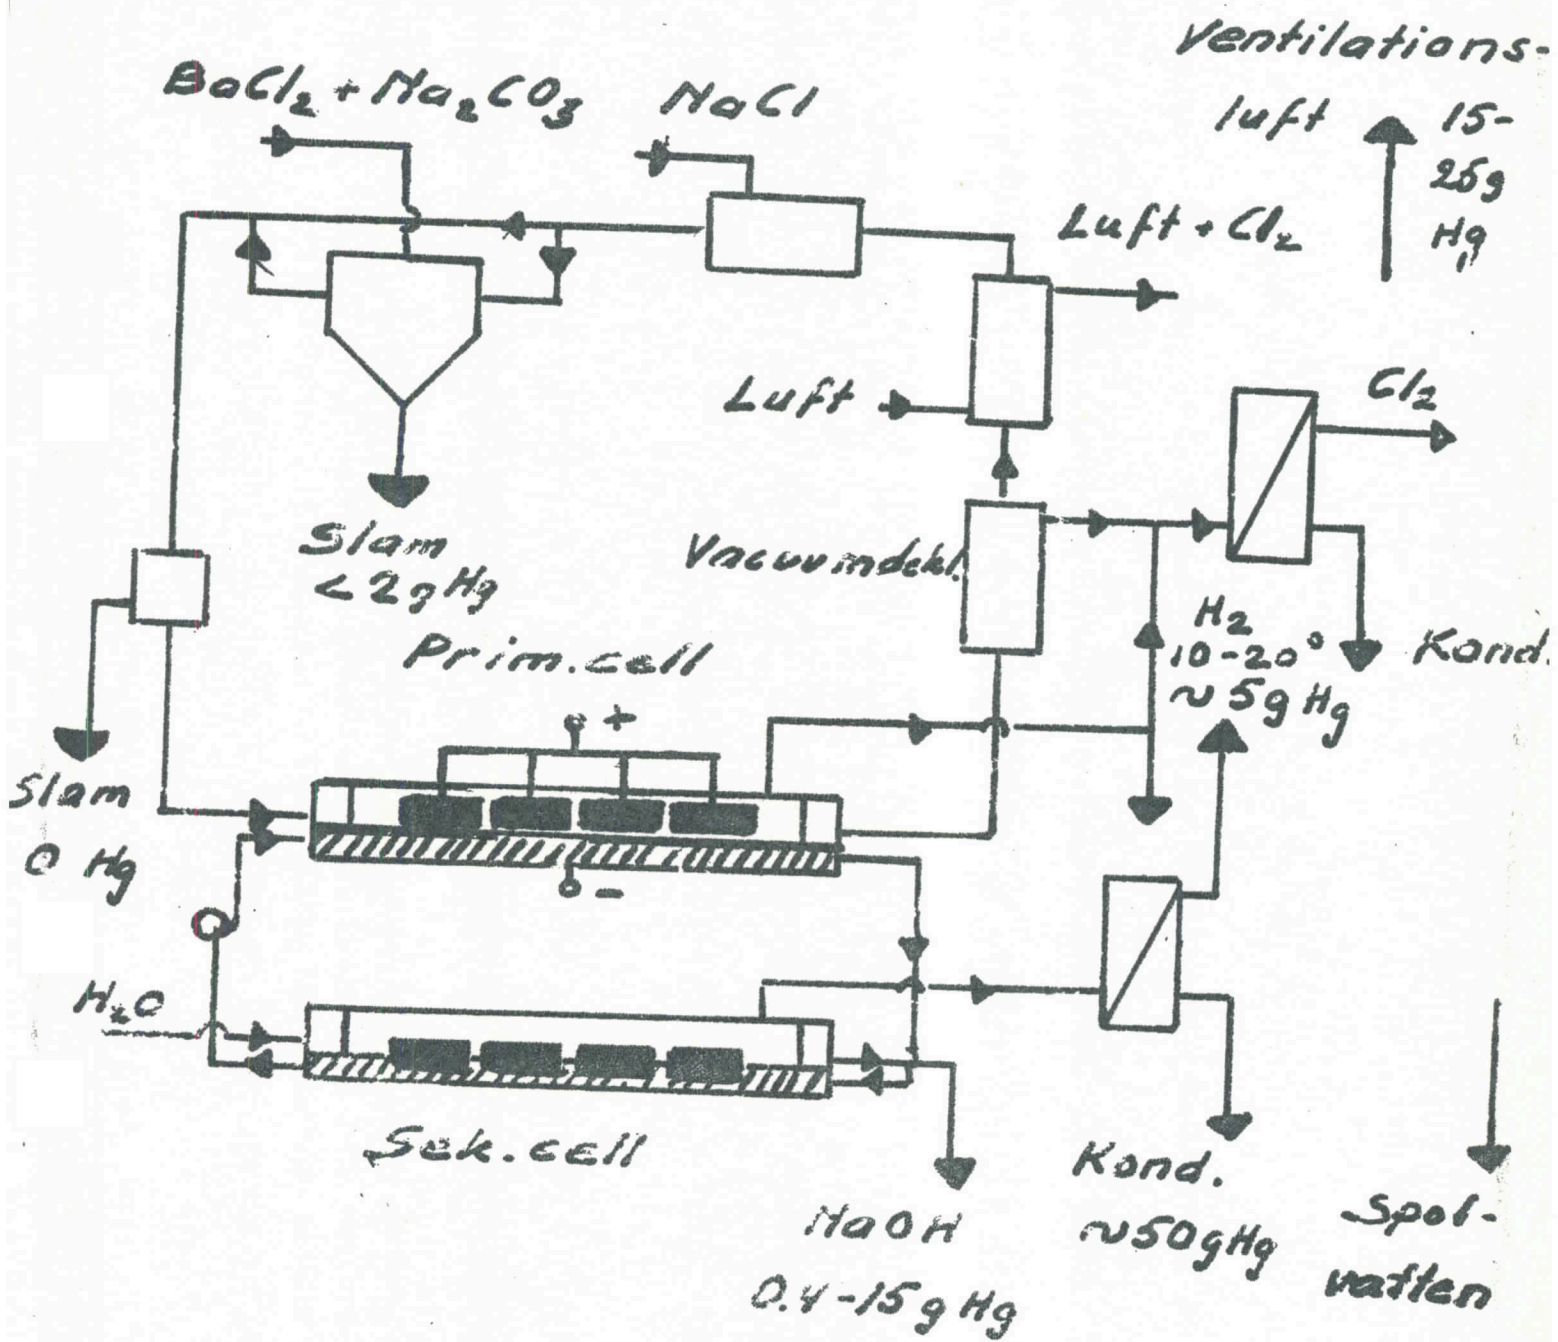 Ventilations-
luft
15-
25g
Hg
BaCl₂ + Na₂CO₃
NaCl
Luft + Cl₂
Luft
Cl₂
Slam
< 2g Hg
Vacuumdekl.
Prim. cell
+
H₂
10-20°
~ 5g Hg
Kond.
Slam
0 Hg
-
H₂O
Sek. cell
NaOH
0.4-15g Hg
Kond.
~50g Hg
Spol-
vatten